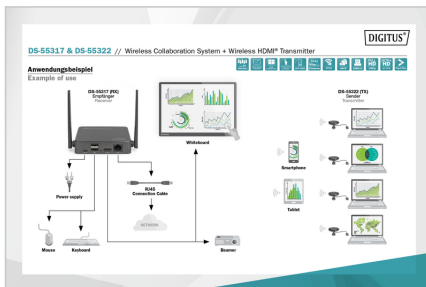 DIGITUS®
DS-55317 & DS-55322 // Wireless Collaboration System + Wireless HDMI® Transmitter
Anwendungsbeispiel
Example of use
DS-55317 (RX)
Empfänger
Receiver
DS-55322 (TX)
Sender
Transmitter
Whiteboard
Smartphone
Power supply
RJ45
Connection Cable
Tablet
NETWORK
Mouse
Keyboard
Beamer